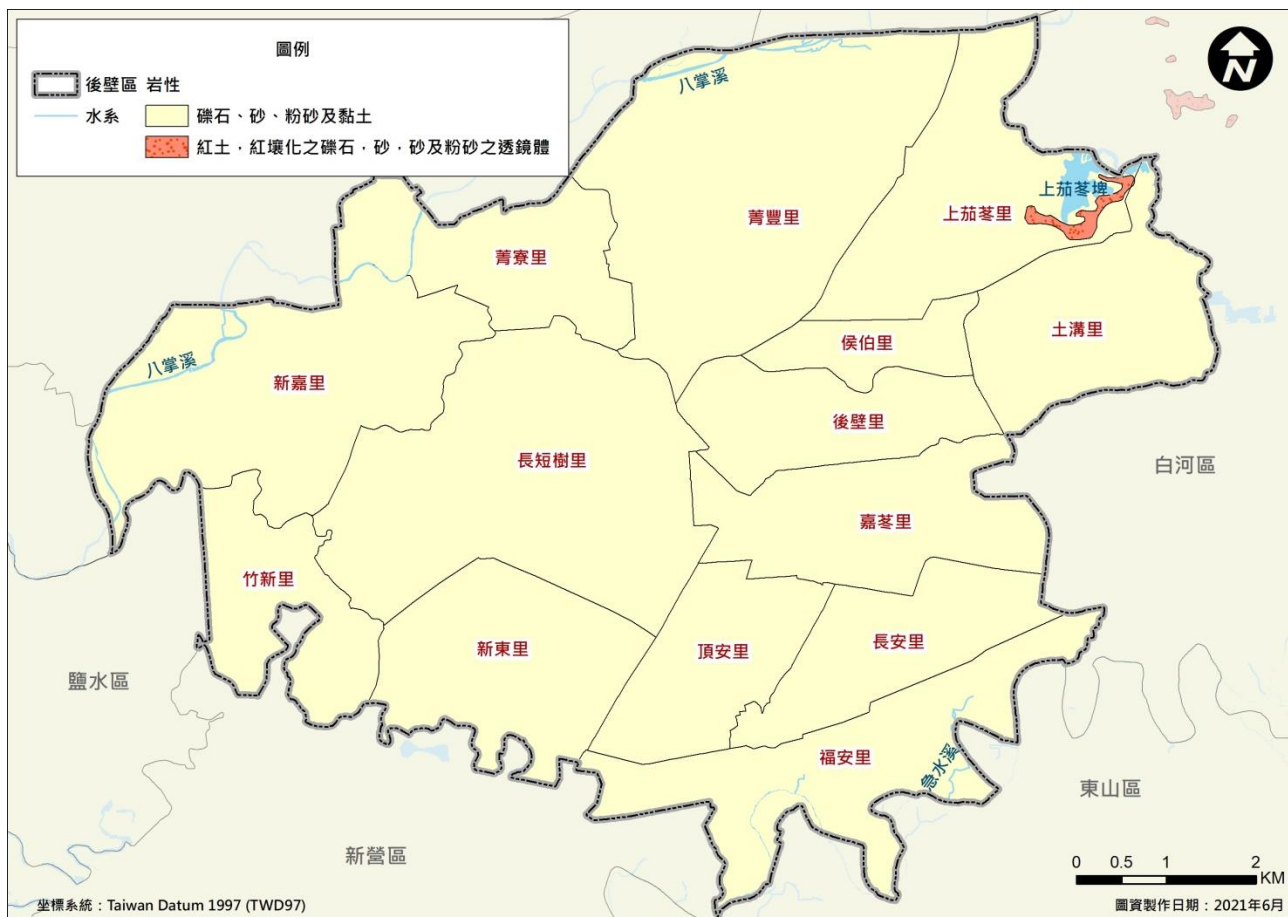 圖例
後壁區 岩性
水系
礫石、砂、粉砂及黏土
紅土，紅壤化之礫石，砂，砂及粉砂之透鏡體
N
八掌溪
上茄苳埤
菁豐里
上茄苳里
菁寮里
土溝里
侯伯里
八掌溪
新嘉里
後壁里
長短樹里
白河區
嘉苳里
竹新里
新東里
頂安里
長安里
鹽水區
福安里
急水溪
東山區
新營區
0 0.5 1 2
KM
坐標系統：Taiwan Datum 1997 (TWD97)
圖資製作日期：2021年6月